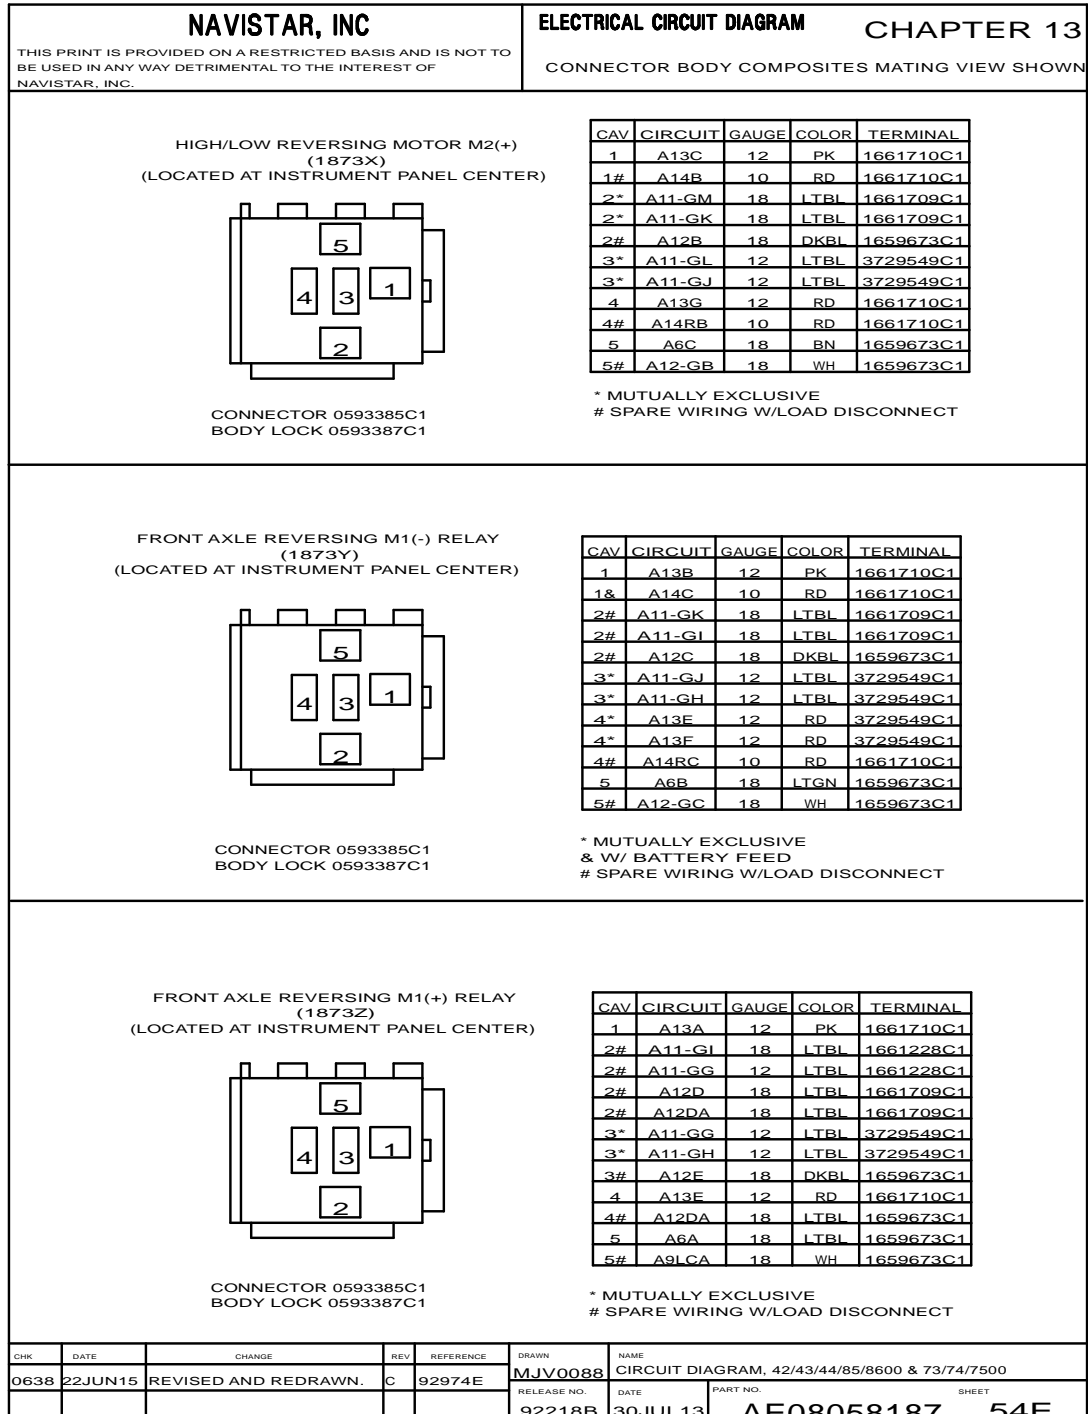 NAVISTAR, INC
THIS PRINT IS PROVIDED ON A RESTRICTED BASIS AND IS NOT TO
BE USED IN ANY WAY DETRIMENTAL TO THE INTEREST OF
NAVISTAR, INC.
ELECTRICAL CIRCUIT DIAGRAM
CHAPTER 13
CONNECTOR BODY COMPOSITES MATING VIEW SHOWN
HIGH/LOW REVERSING MOTOR M2(+)
(1873X)
(LOCATED AT INSTRUMENT PANEL CENTER)
5
4 3 1
2
CONNECTOR 0593385C1
BODY LOCK 0593387C1
CAV CIRCUIT GAUGE COLOR TERMINAL
1 A13C 12 PK 1661710C1
1# A14B 10 RD 1661710C1
2* A11-GM 18 LTBL 1661709C1
2* A11-GK 18 LTBL 1661709C1
2# A12B 18 DKBL 1659673C1
3* A11-GL 12 LTBL 3729549C1
3* A11-GJ 12 LTBL 3729549C1
4 A13G 12 RD 1661710C1
4# A14RB 10 RD 1661710C1
5 A6C 18 BN 1659673C1
5# A12-GB 18 WH 1659673C1
* MUTUALLY EXCLUSIVE
# SPARE WIRING W/LOAD DISCONNECT
FRONT AXLE REVERSING M1(-) RELAY
(1873Y)
(LOCATED AT INSTRUMENT PANEL CENTER)
5
4 3 1
2
CONNECTOR 0593385C1
BODY LOCK 0593387C1
CAV CIRCUIT GAUGE COLOR TERMINAL
1 A13B 12 PK 1661710C1
1& A14C 10 RD 1661710C1
2# A11-GK 18 LTBL 1661709C1
2# A11-GI 18 LTBL 1661709C1
2# A12C 18 DKBL 1659673C1
3* A11-GJ 12 LTBL 3729549C1
3* A11-GH 12 LTBL 3729549C1
4* A13E 12 RD 3729549C1
4* A13F 12 RD 3729549C1
4# A14RC 10 RD 1661710C1
5 A6B 18 LTGN 1659673C1
5# A12-GC 18 WH 1659673C1
* MUTUALLY EXCLUSIVE
& W/ BATTERY FEED
# SPARE WIRING W/LOAD DISCONNECT
FRONT AXLE REVERSING M1(+) RELAY
(1873Z)
(LOCATED AT INSTRUMENT PANEL CENTER)
5
4 3 1
2
CONNECTOR 0593385C1
BODY LOCK 0593387C1
CAV CIRCUIT GAUGE COLOR TERMINAL
1 A13A 12 PK 1661710C1
2# A11-GI 18 LTBL 1661228C1
2# A11-GG 12 LTBL 1661228C1
2# A12D 18 LTBL 1661709C1
2# A12DA 18 LTBL 1661709C1
3* A11-GG 12 LTBL 3729549C1
3* A11-GH 12 LTBL 3729549C1
3# A12E 18 DKBL 1659673C1
4 A13E 12 RD 1661710C1
4# A12DA 18 LTBL 1659673C1
5 A6A 18 LTBL 1659673C1
5# A9LCA 18 WH 1659673C1
* MUTUALLY EXCLUSIVE
# SPARE WIRING W/LOAD DISCONNECT
CHK DATE CHANGE REV REFERENCE
0638 22JUN15 REVISED AND REDRAWN. C 92974E
DRAWN
MJV0088
NAME
CIRCUIT DIAGRAM, 42/43/44/85/8600 & 73/74/7500
RELEASE NO. DATE PART NO. SHEET
92218B 30JUL13 AE08058187 54E